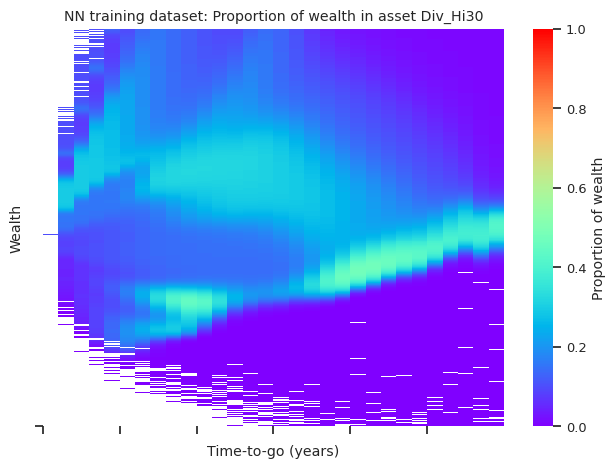 NN training dataset: Proportion of wealth in asset Div_Hi30
Wealth
Time-to-go (years)
1.0
0.8
0.6
0.4
0.2
0.0
Proportion of wealth